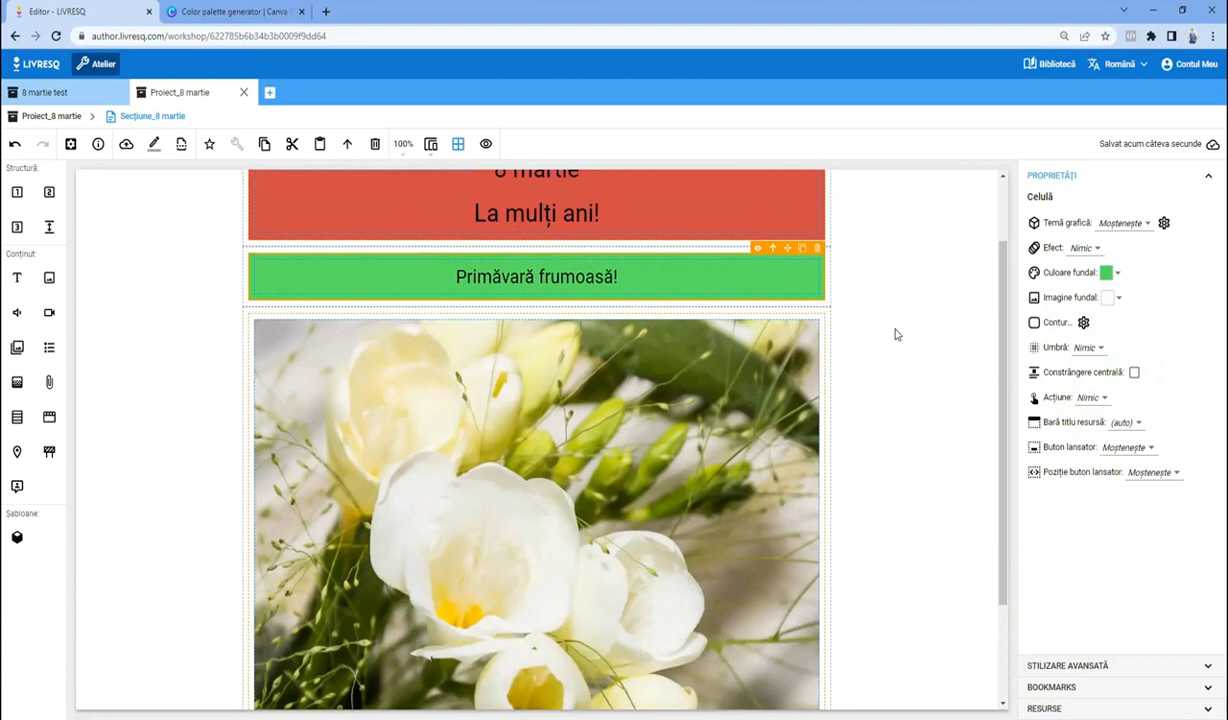 Editor - LIVRESQ
Color palette generator | Canva
author.livresq.com/workshop/622785b6b34b3b0009f9dd64
LIVRESQ
Atelier
Bibliotecă
Română
Contul Meu
8 martie test
Proiect_8 martie
Proiect_8 martie
Secțiune_8 martie
100%
Salvat acum câteva secunde
Structură:
Conținut:
Șabloane:
8 martie
La mulți ani!
Primăvară frumoasă!
PROPRIETĂȚI
Celulă
Temă grafică: Moștenește
Efect: Nimic
Culoare fundal:
Imagine fundal:
Contur...
Umbră: Nimic
Constrângere centrală:
Acțiune: Nimic
Bară titlu resursă: (auto)
Buton lansator: Moștenește
Poziție buton lansator: Moștenește
STILIZARE AVANSATĂ
BOOKMARKS
RESURSE